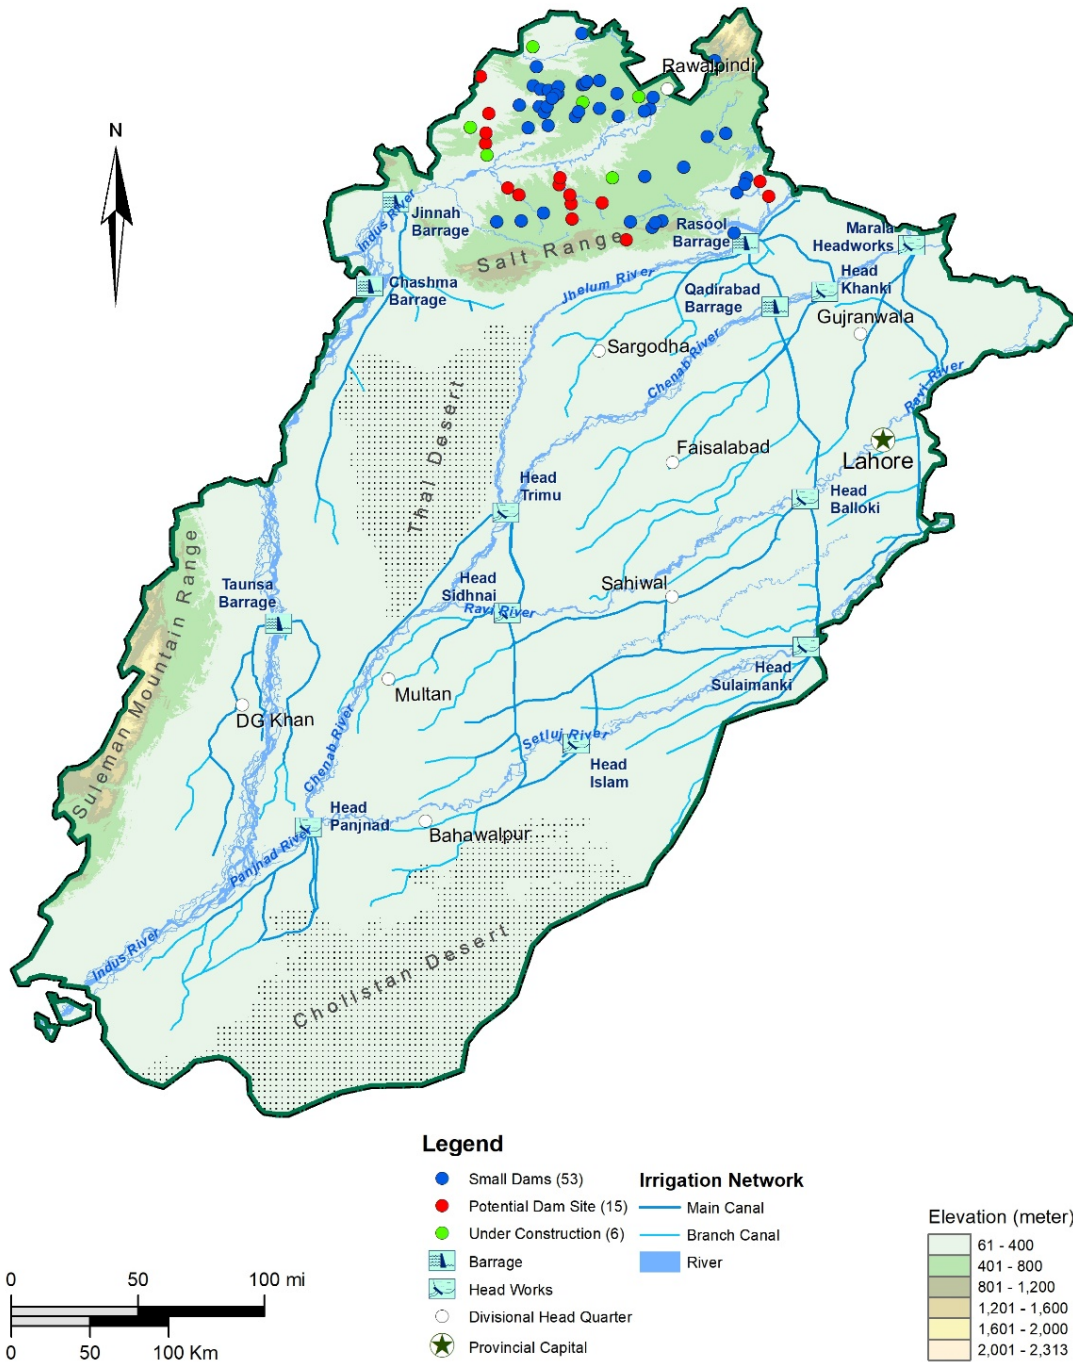 N
Rawalpindi
Indus River
Jinnah
Barrage
Salt Range
Rasool
Barrage
Marala
Headworks
Chashma
Barrage
Jhelum River
Qadirabad
Barrage
Head
Khanki
Gujranwala
Sargodha
Chenab River
Ravi River
Thal Desert
Faisalabad
Lahore
Head
Trimu
Head
Balloki
Suleman Mountain Range
Taunsa
Barrage
Head
Sidhnai
Ravi River
Sahiwal
Head
Sulaimanki
Multan
DG Khan
Chenab River
Setluj River
Head
Islam
Head
Panjnad
Bahawalpur
Panjnad River
Indus River
Cholistan Desert
Legend
Small Dams (53)
Potential Dam Site (15)
Under Construction (6)
Barrage
Head Works
Divisional Head Quarter
Provincial Capital
Irrigation Network
Main Canal
Branch Canal
River
Elevation (meter)
61 - 400
401 - 800
801 - 1,200
1,201 - 1,600
1,601 - 2,000
2,001 - 2,313
0 50 100 mi
0 50 100 Km